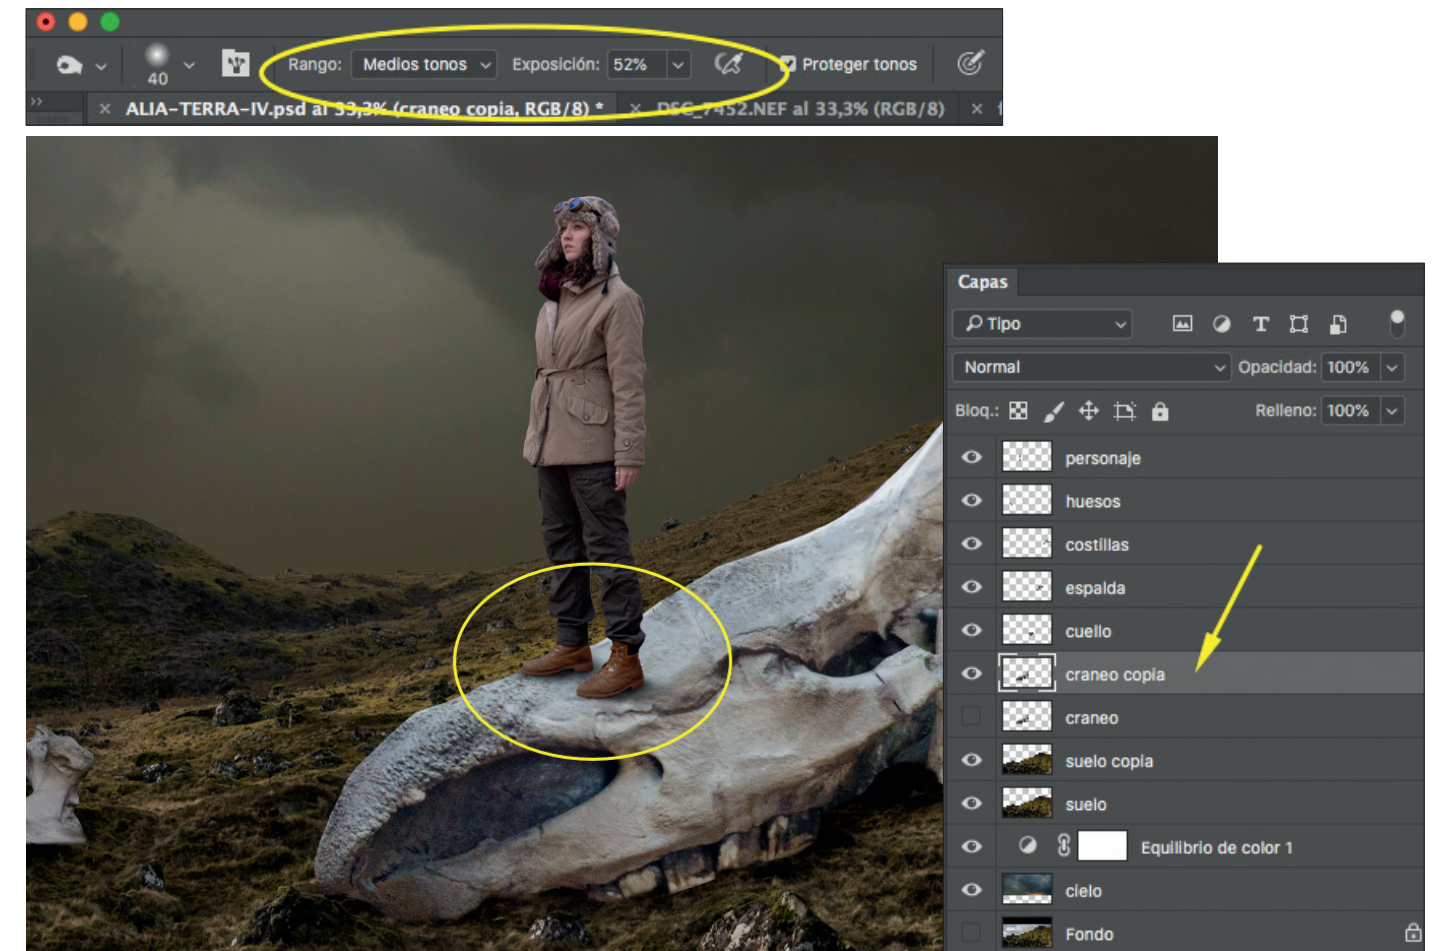 Rango: Medios tonos Exposición: 52% Proteger tonos
40
>> × ALIA-TERRA-IV.psd al 33,3% (craneo copia, RGB/8) * × DSC_7452.NEF al 33,3% (RGB/8) × f
Capas
Tipo
Normal Opacidad: 100%
Bloq.: Relleno: 100%
personaje
huesos
costillas
espalda
cuello
craneo copia
craneo
suelo copia
suelo
Equilibrio de color 1
cielo
Fondo